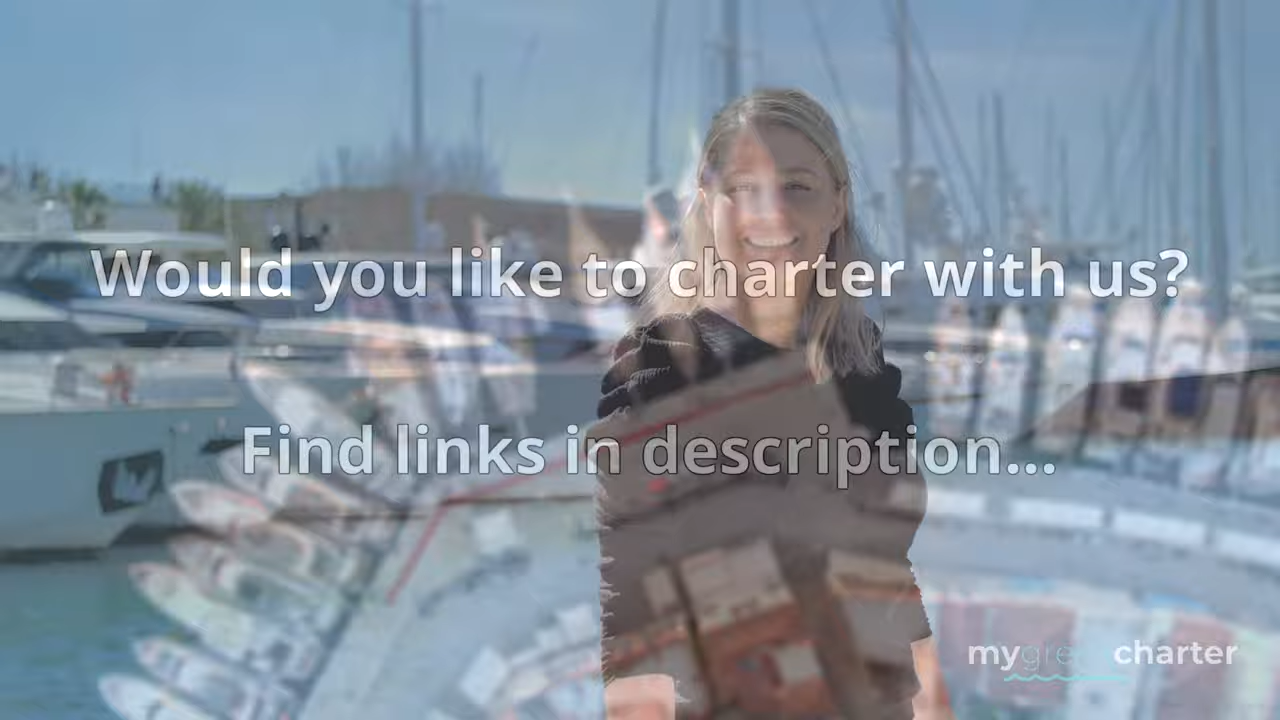 Would you like to charter with us?
Find links in description...
mygreekcharter